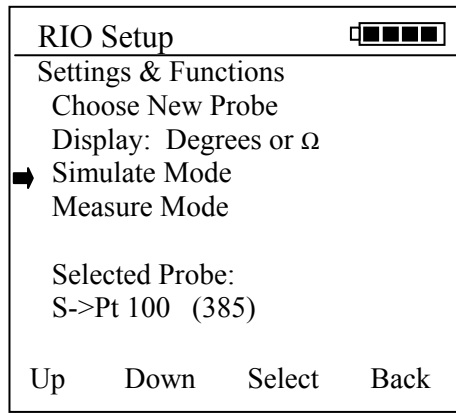 RIO Setup
Settings & Functions
Choose New Probe
Display: Degrees or Ω
Simulate Mode
Measure Mode
Selected Probe:
S->Pt 100 (385)
Up Down Select Back